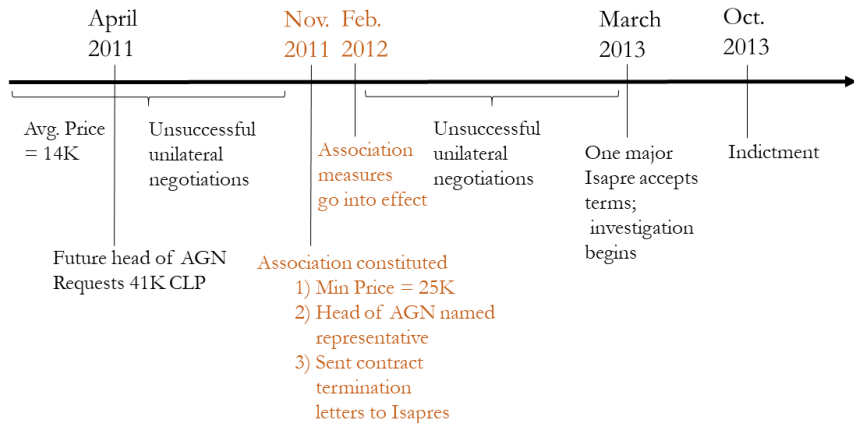 April
2011
Nov.
2011
Feb.
2012
March
2013
Oct.
2013
Avg. Price
= 14K
Unsuccessful
unilateral
negotiations
Association
measures
go into effect
Unsuccessful
unilateral
negotiations
One major
Isapre accepts
terms;
investigation
begins
Indictment
Future head of AGN
Requests 41K CLP
Association constituted
1) Min Price = 25K
2) Head of AGN named
representative
3) Sent contract
termination
letters to Isapres